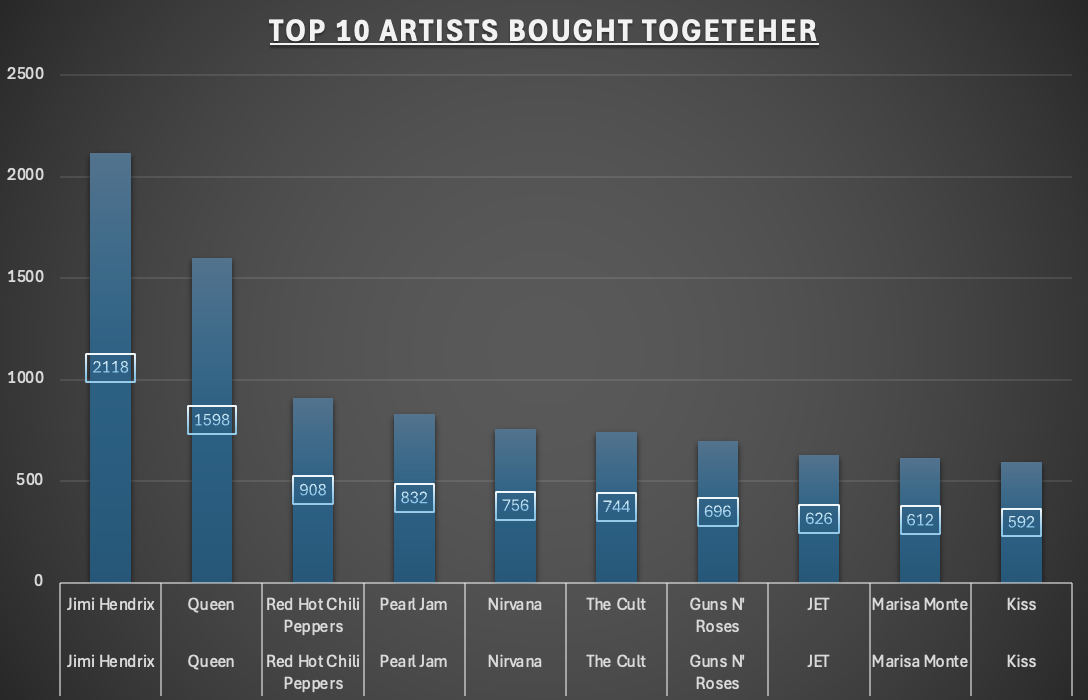 TOP 10 ARTISTS BOUGHT TOGETEHER
2500
2000
1500
1000
500
0
2118
1598
908
832
756
744
696
626
612
592
Jimi Hendrix
Queen
Red Hot Chili
Peppers
Pearl Jam
Nirvana
The Cult
Guns N'
Roses
JET
Marisa Monte
Kiss
Jimi Hendrix
Queen
Red Hot Chili
Peppers
Pearl Jam
Nirvana
The Cult
Guns N'
Roses
JET
Marisa Monte
Kiss